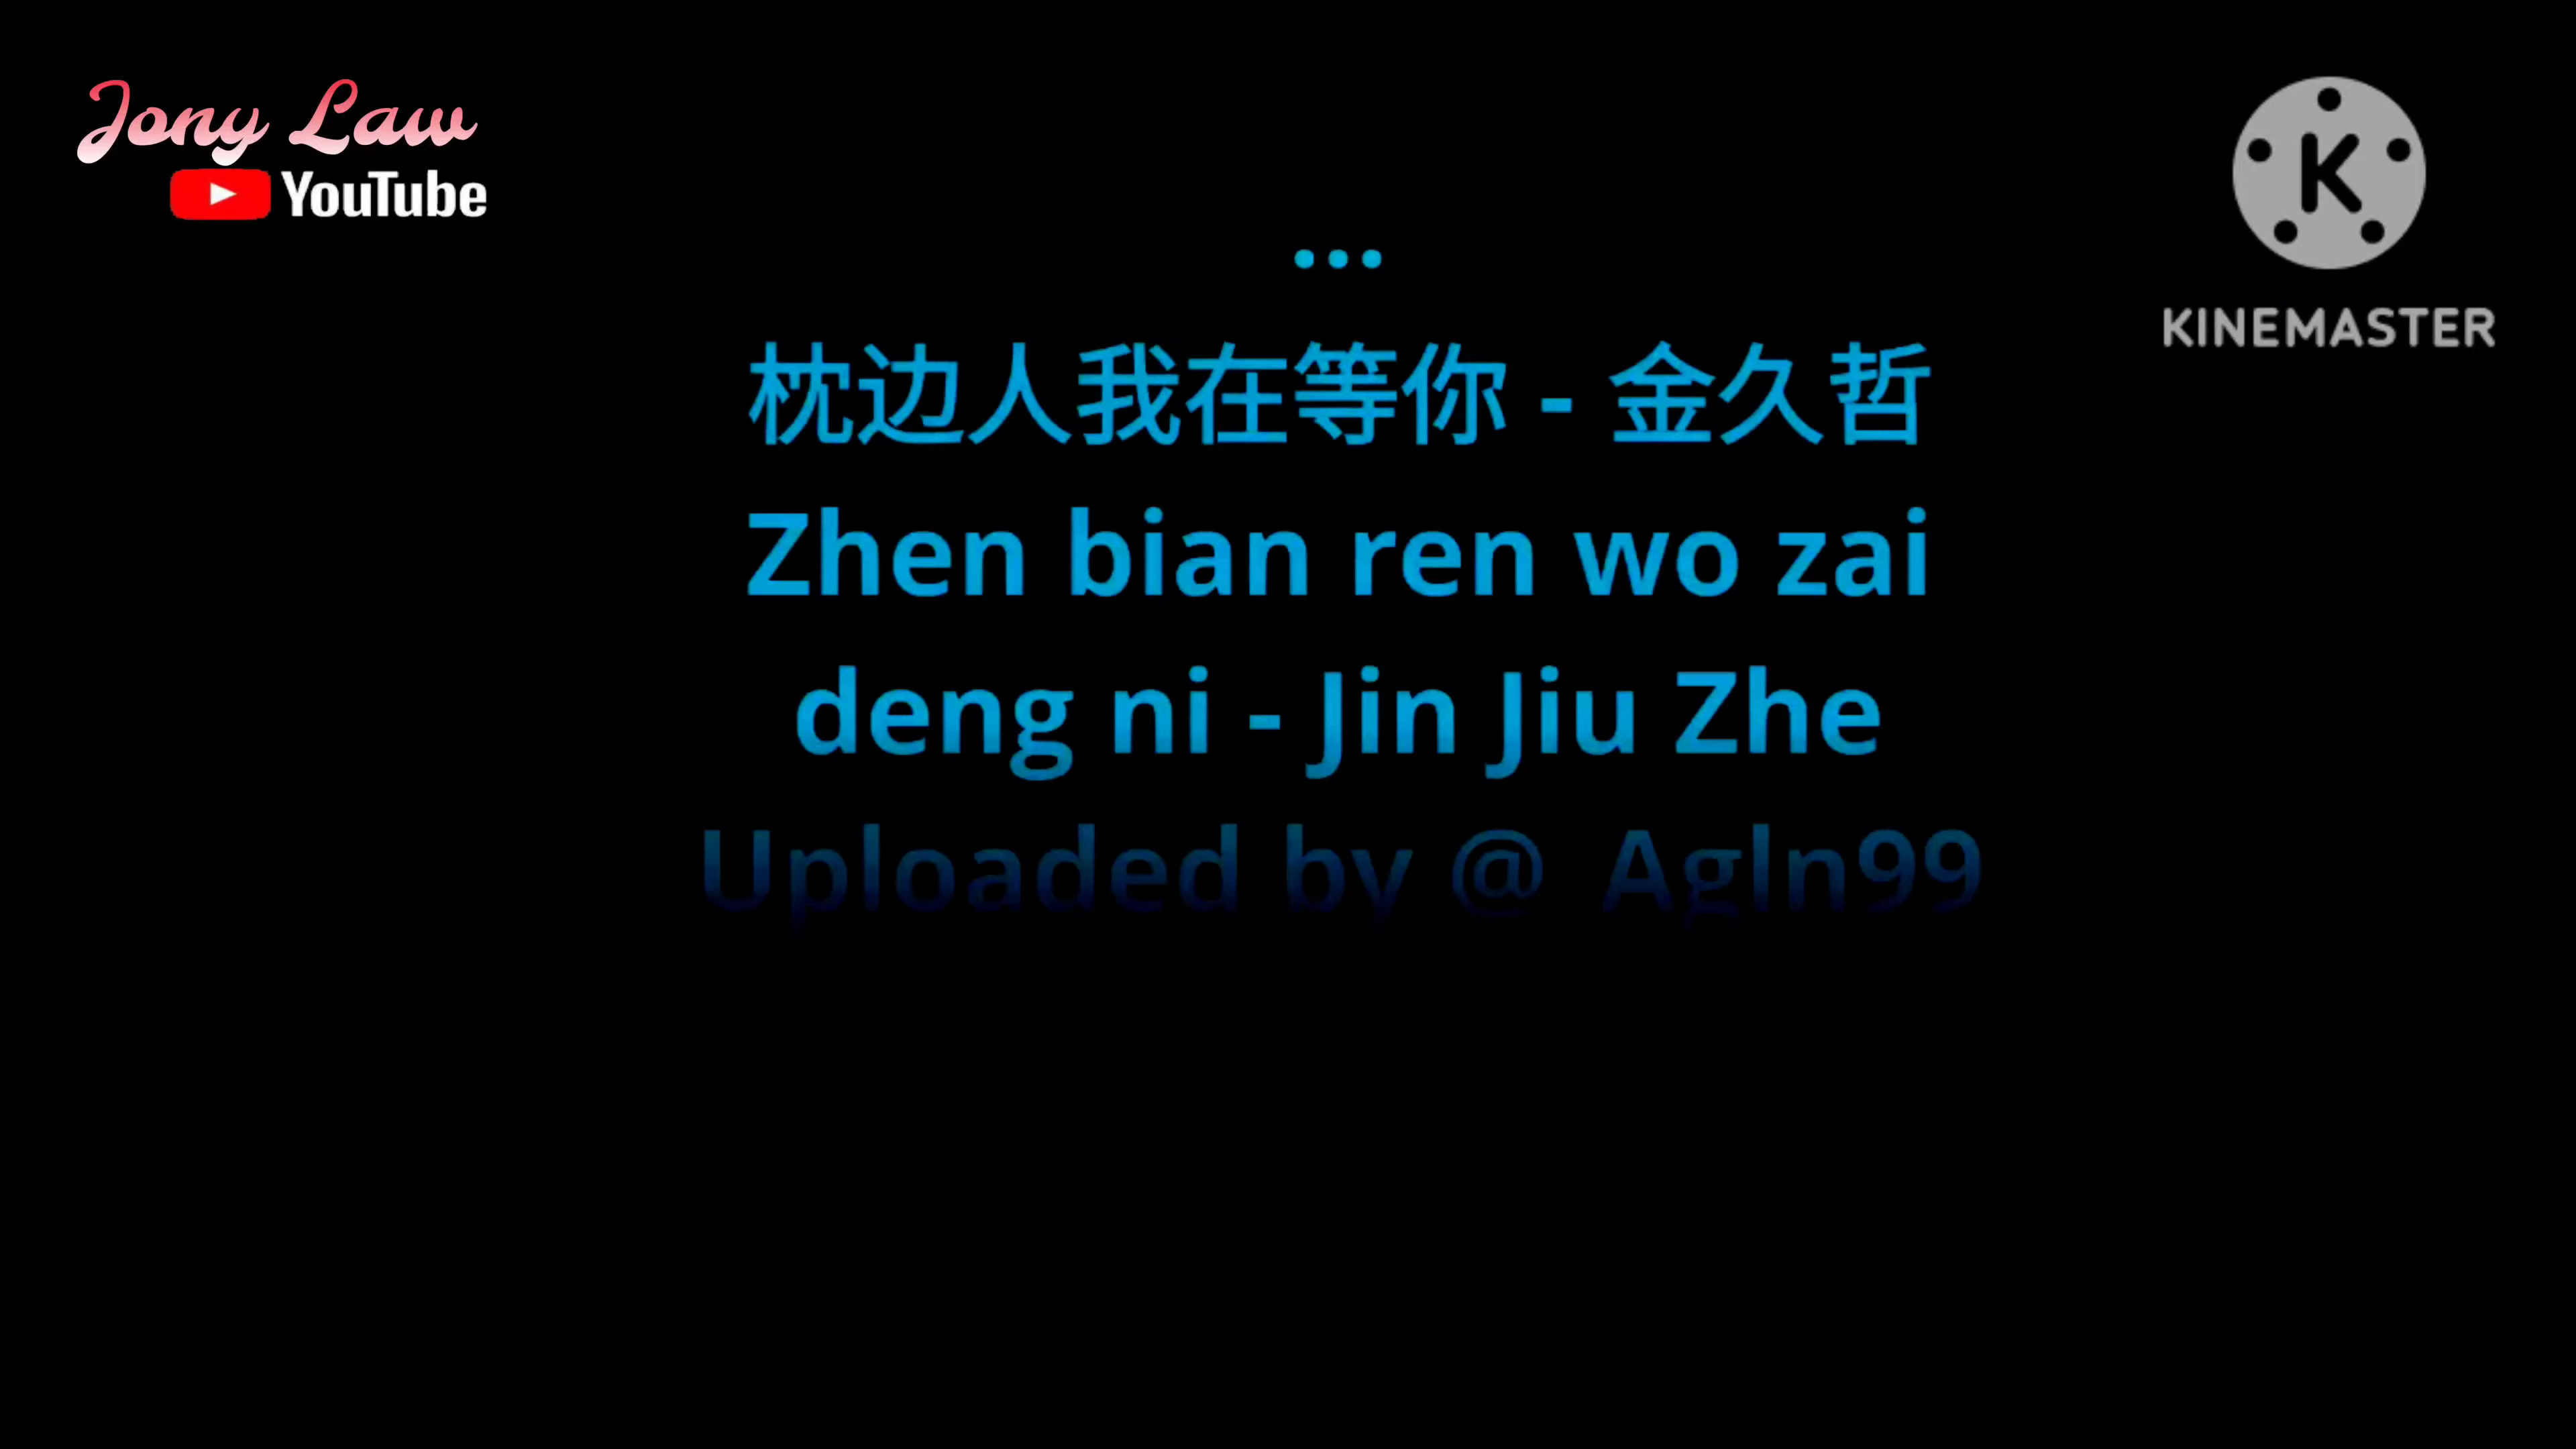 Jony Law
YouTube
K
KINEMASTER
...
枕边人我在等你 - 金久哲
Zhen bian ren wo zai
deng ni - Jin Jiu Zhe
Uploaded by @_Agln99